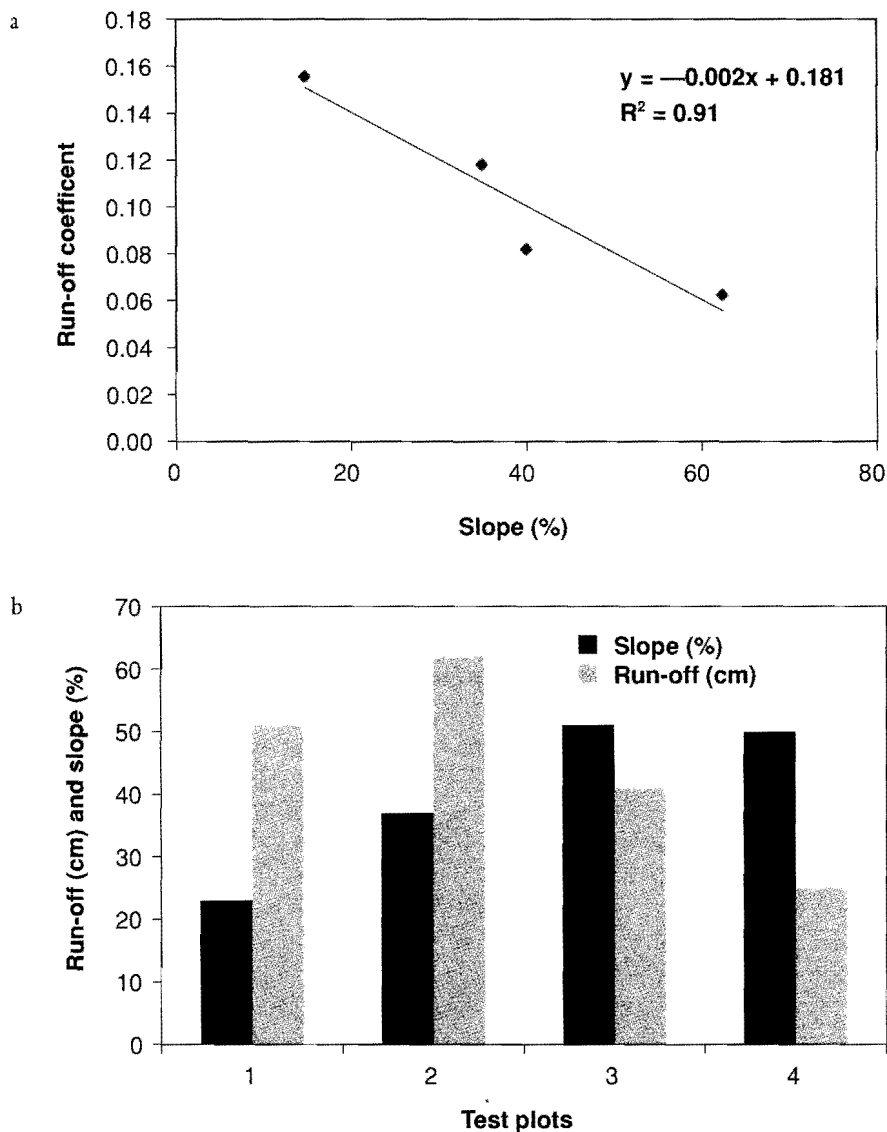 a
0.18
0.16
0.14
0.12
0.10
0.08
0.06
0.04
0.02
0.00
Run-off coefficent
y = —0.002x + 0.181
R² = 0.91
0 20 40 60 80
Slope (%)
b
70
60
50
40
30
20
10
0
Run-off (cm) and slope (%)
Slope (%)
Run-off (cm)
1 2 3 4
Test plots